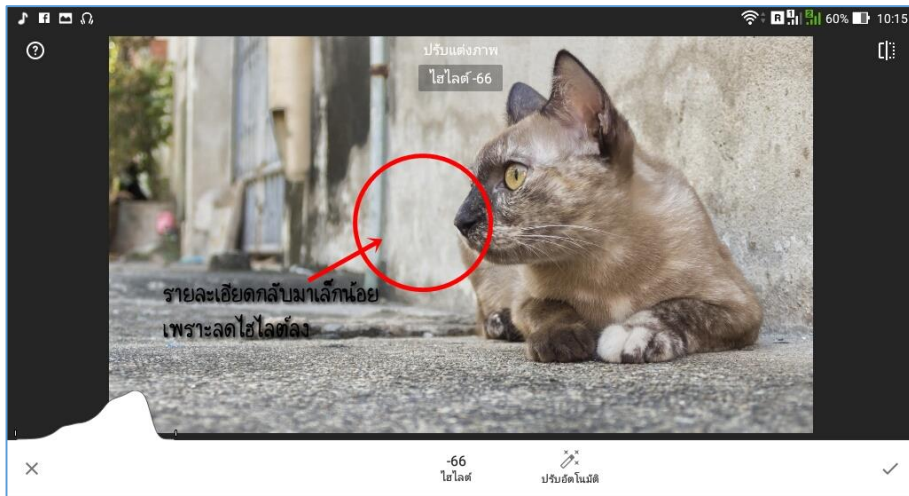 60% 10:15
ปรับแต่งภาพ
ไฮไลต์ -66
รายละเอียดกลับมาเล็กน้อย
เพราะลดไฮไลต์ลง
-66
ไฮไลต์
ปรับอัตโนมัติ